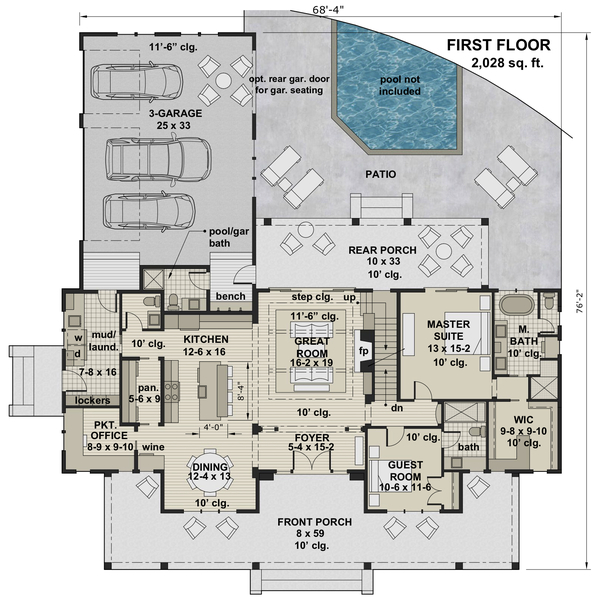 68'-4"
FIRST FLOOR
2,028 sq. ft.
11'-6" clg.
opt. rear gar. door
for gar. seating
pool not
included
3-GARAGE
25 x 33
PATIO
pool/gar
bath
REAR PORCH
10 x 33
10' clg.
76'-2"
bench
step clg.
up
11'-6" clg.
mud/
laund.
w
d
7-8 x 16
lockers
10' clg.
KITCHEN
12-6 x 16
GREAT
ROOM
16-2 x 19
fp
MASTER
SUITE
13 x 15-2
10' clg.
M.
BATH
10' clg.
pan.
5-6 x 9
8'-4"
4'-0"
10' clg.
dn
PKT.
OFFICE
8-9 x 9-10
wine
FOYER
5-4 x 15-2
10' clg.
bath
WIC
9-8 x 9-10
10' clg.
DINING
12-4 x 13
10' clg.
GUEST
ROOM
10-6 x 11-6
FRONT PORCH
8 x 59
10' clg.